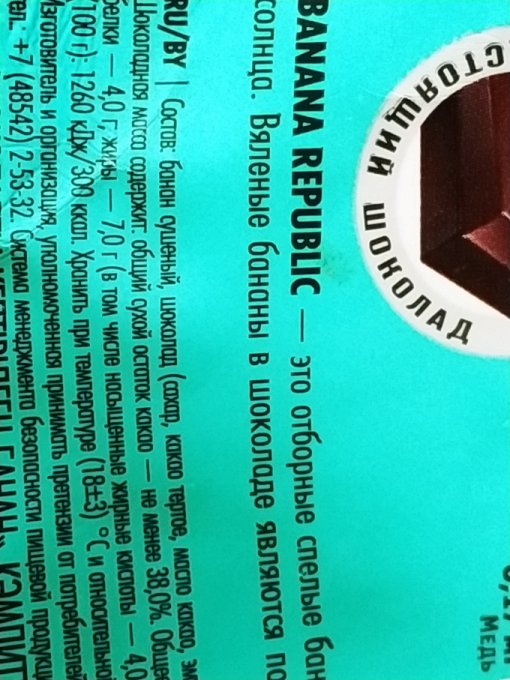 НАСТОЯЩИЙ ШОКОЛАД
BANANA REPUBLIC — это отборные спелые бан
солнца. Вяленые бананы в шоколаде являются по
Медь
RU/BY | Состав: банан сушеный, шоколад (сахар, какао тертое, масло какао, эм
Шоколадная масса содержит: общий сухой остаток какао — не менее 38,0%. Общее
белки — 4,0 г, жиры — 7,0 г (в том числе насыщенные жирные кислоты — 4,0
(100 г): 1260 кДж/300 ккал. Хранить при температуре (18±3) °С и относительной
Изготовитель и организация, уполномоченная принимать претензии от потребителей
тел.: +7 (48542) 2-53-32. Система менеджмента безопасности пищевой продукц